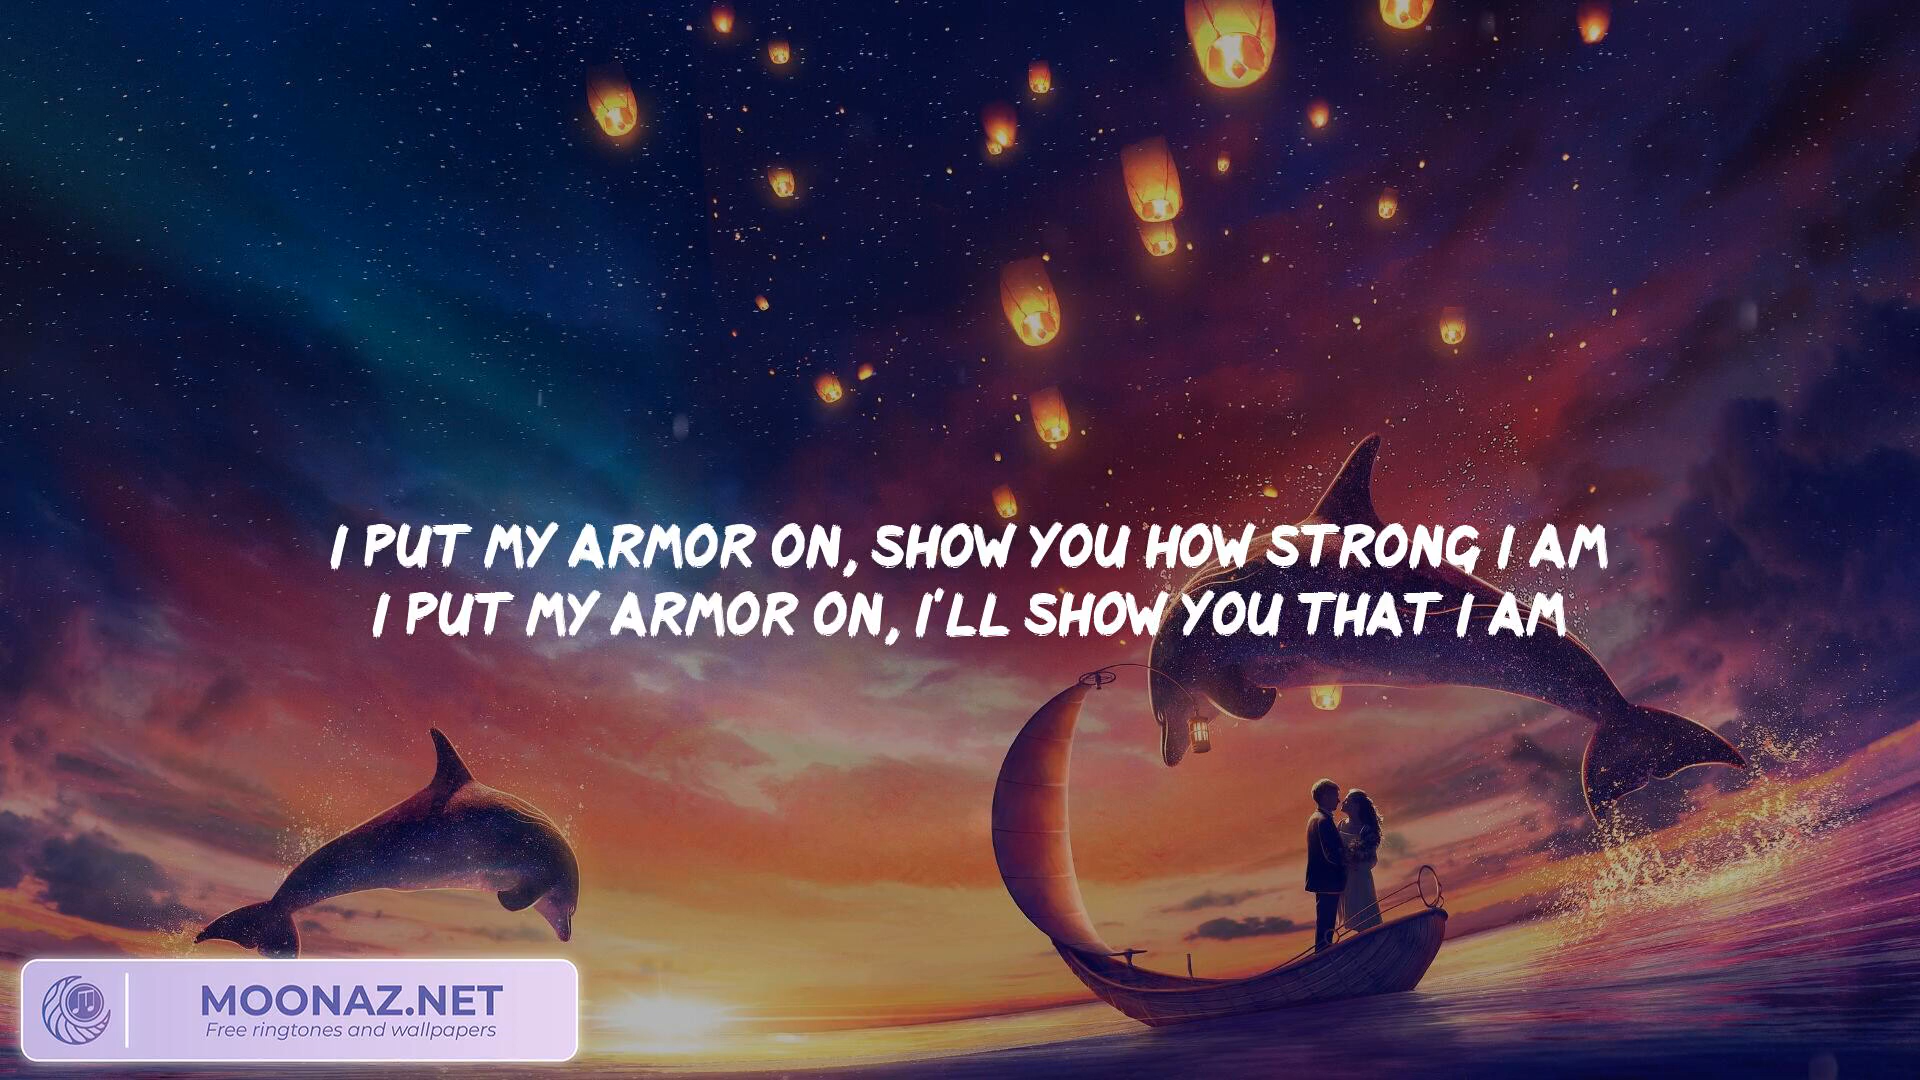 I PUT MY ARMOR ON, SHOW YOU HOW STRONG I AM
I PUT MY ARMOR ON, I'LL SHOW YOU THAT I AM
MOONAZ.NET
Free ringtones and wallpapers